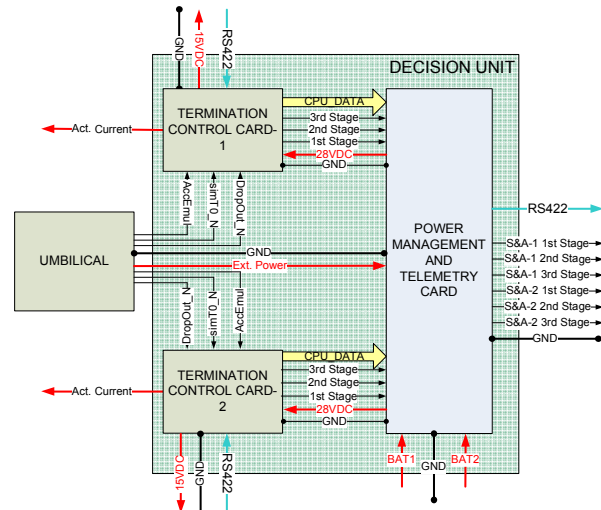 GND
15VDC
RS422
DECISION UNIT
TERMINATION
CONTROL CARD-
1
CPU_DATA
3rd Stage
2nd Stage
1st Stage
28VDC
GND
Act. Current
AccEmul
simT0_N
DropOut_N
UMBILICAL
GND
Ext. Power
DropOut_N
simT0_N
AccEmul
POWER
MANAGEMENT
AND
TELEMETRY
CARD
RS422
S&A-1 1st Stage
S&A-1 2nd Stage
S&A-1 3rd Stage
S&A-2 1st Stage
S&A-2 2nd Stage
S&A-2 3rd Stage
GND
TERMINATION
CONTROL CARD-
2
CPU_DATA
3rd Stage
2nd Stage
1st Stage
28VDC
GND
Act. Current
15VDC
GND
RS422
BAT1
GND
BAT2